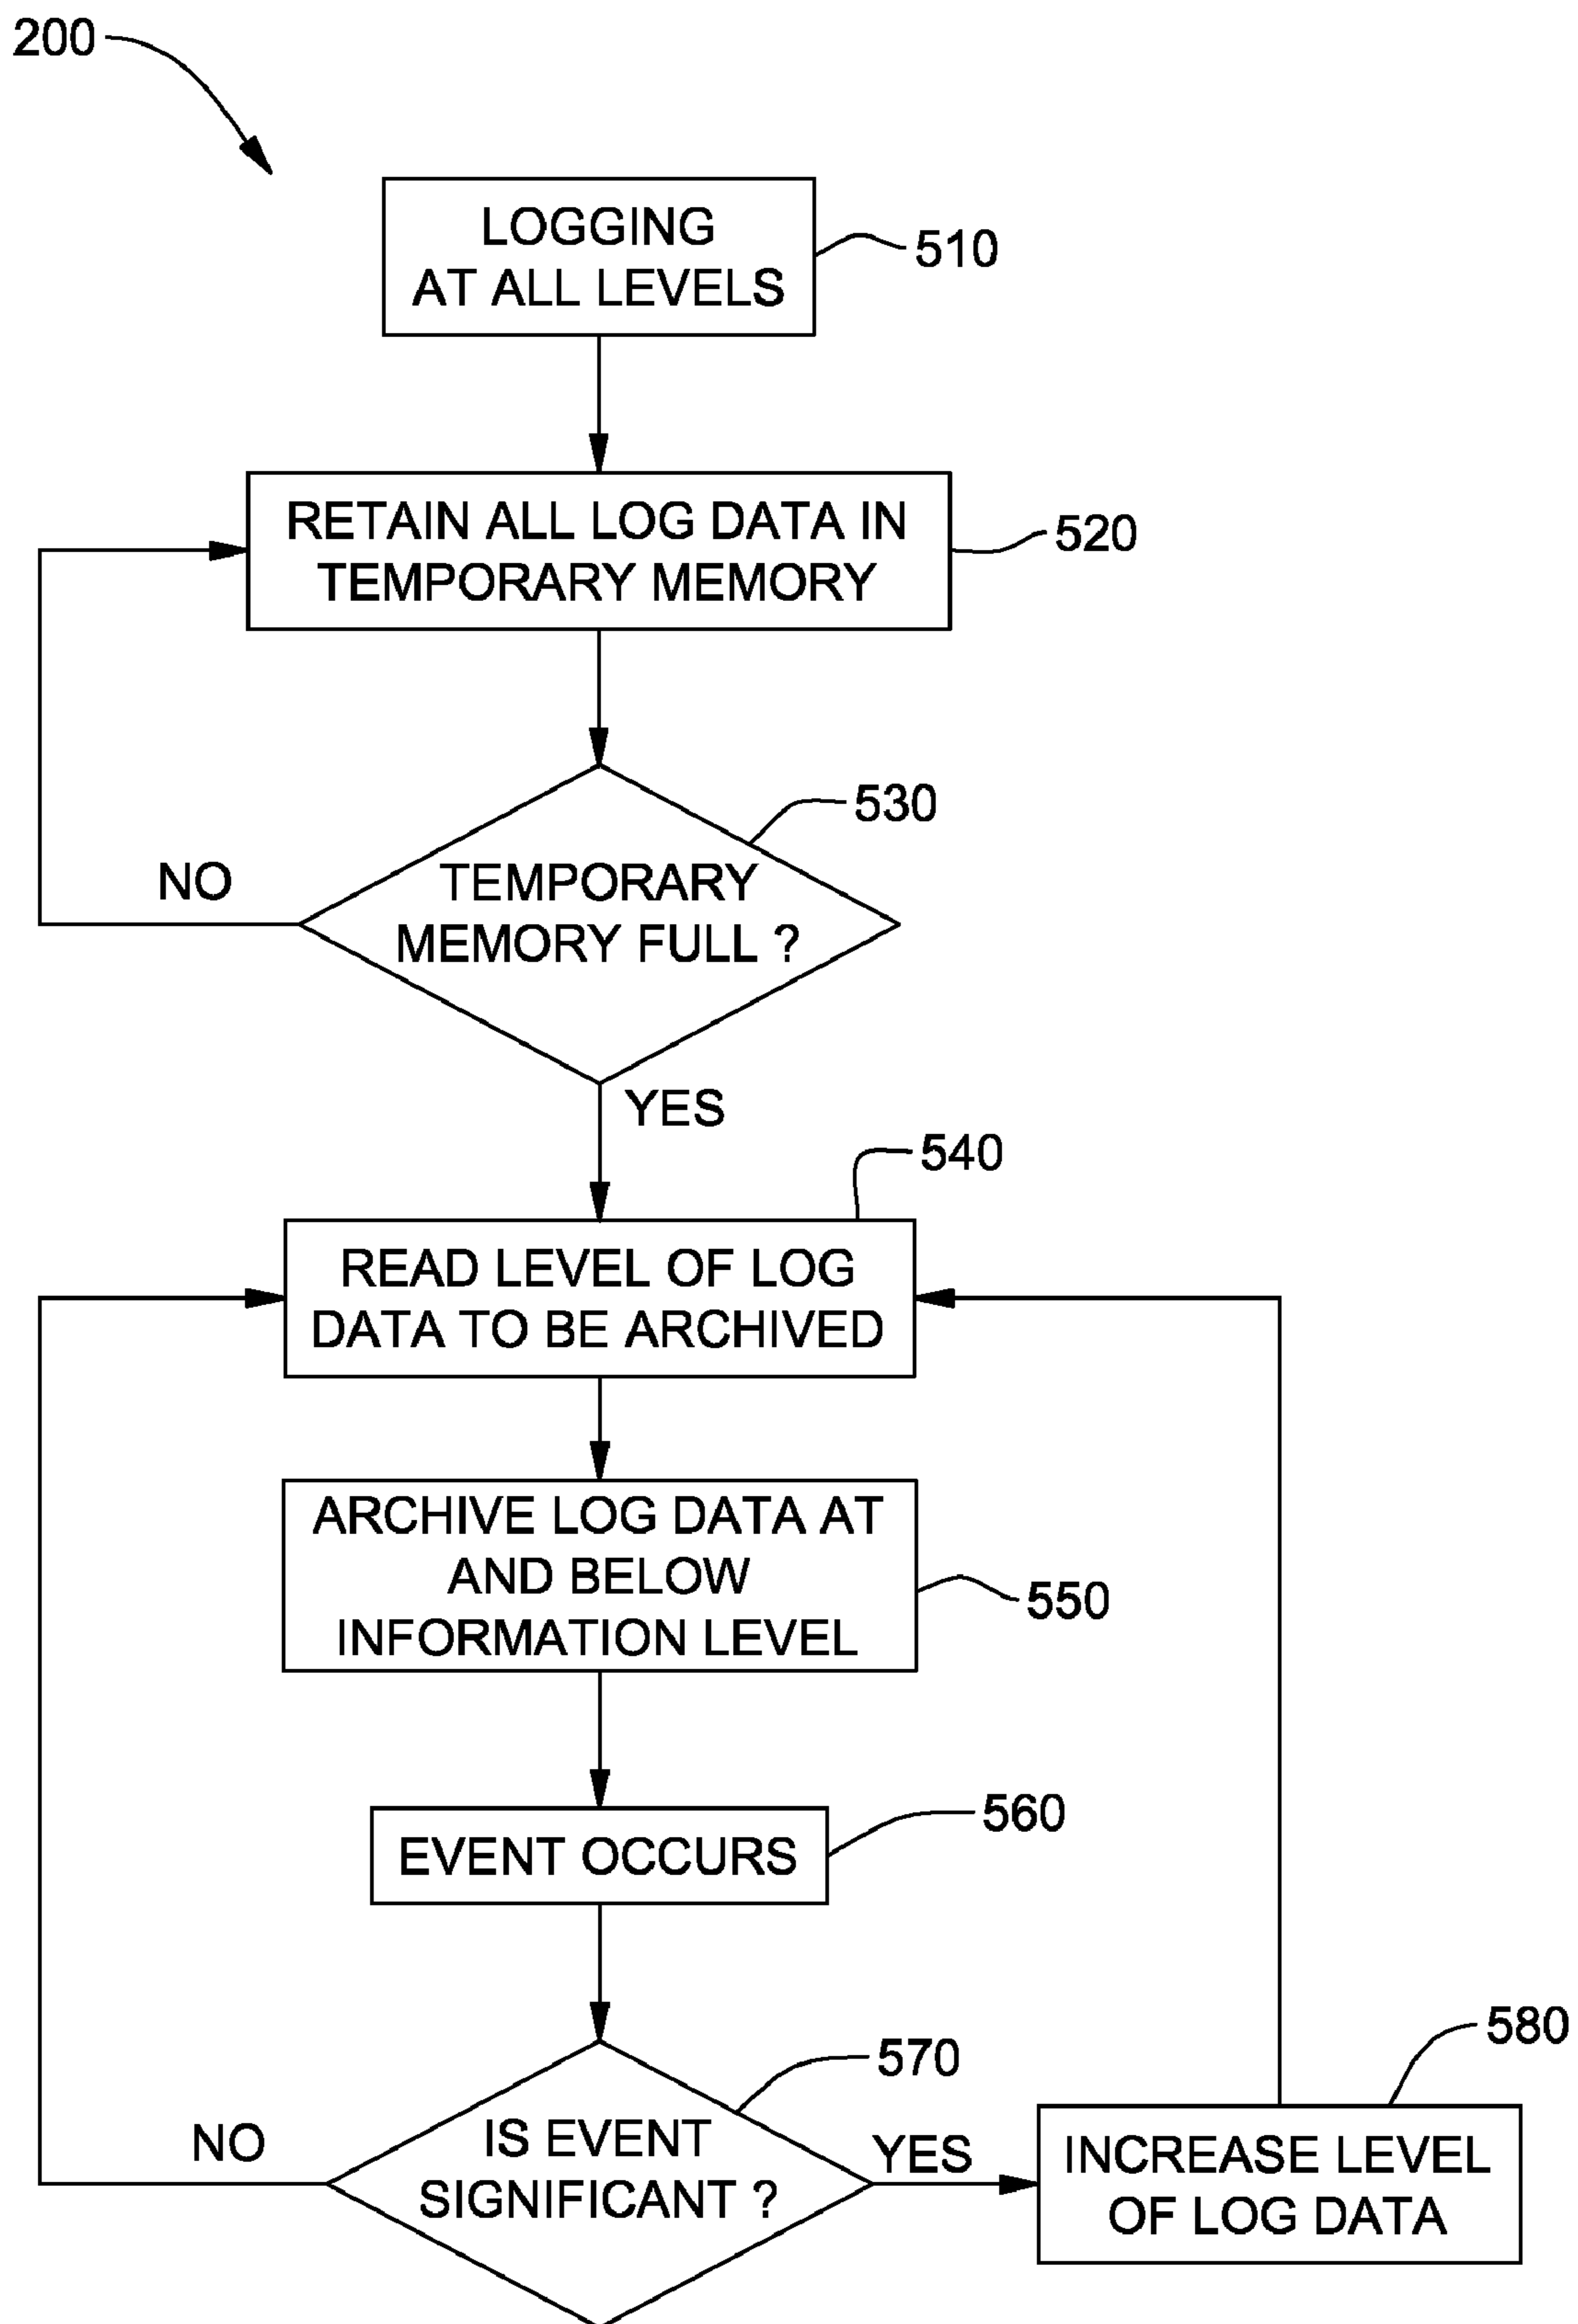 200
LOGGING
AT ALL LEVELS
510
RETAIN ALL LOG DATA IN
TEMPORARY MEMORY
520
530
TEMPORARY
MEMORY FULL ?
NO
YES
540
READ LEVEL OF LOG
DATA TO BE ARCHIVED
ARCHIVE LOG DATA AT
AND BELOW
INFORMATION LEVEL
550
560
EVENT OCCURS
570
IS EVENT
SIGNIFICANT ?
NO
YES
580
INCREASE LEVEL
OF LOG DATA